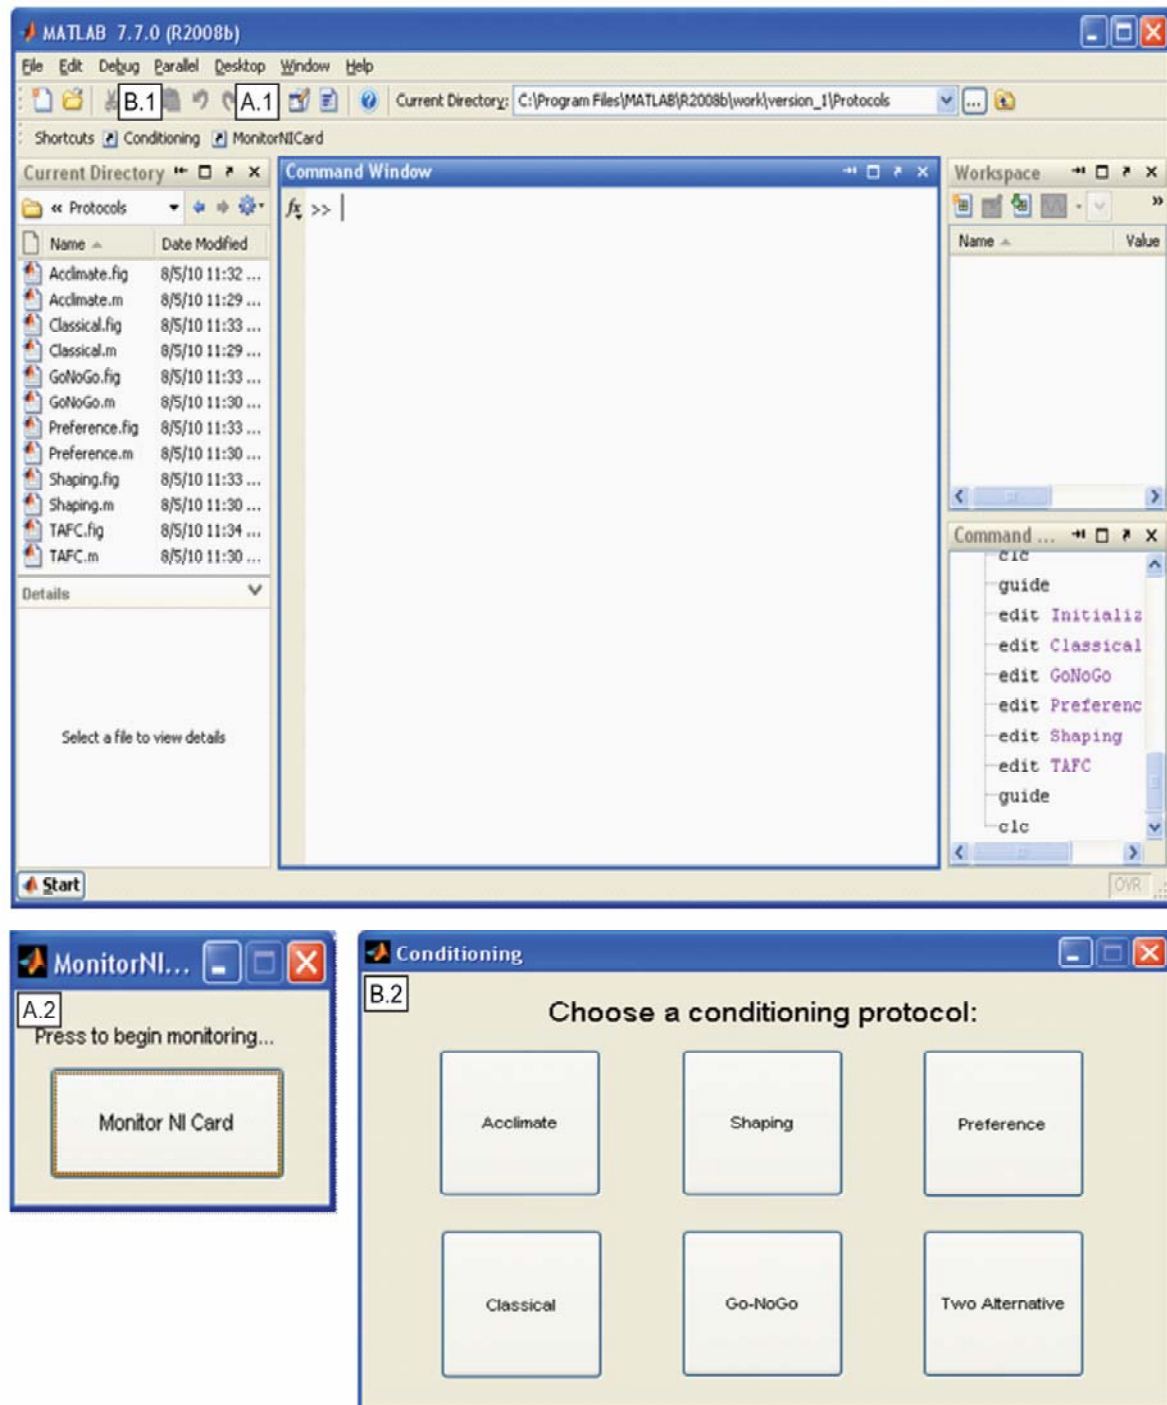 MATLAB 7.7.0 (R2008b)
File Edit Debug Parallel Desktop Window Help
B.1 A.1 Current Directory: C:\Program Files\MATLAB\R2008b\work\version_1\Protocols ...
Shortcuts Conditioning MonitorNICard
Current Directory
« Protocols
Name Date Modified
Acclimate.fig 8/5/10 11:32 ...
Acclimate.m 8/5/10 11:29 ...
Classical.fig 8/5/10 11:33 ...
Classical.m 8/5/10 11:29 ...
GoNoGo.fig 8/5/10 11:33 ...
GoNoGo.m 8/5/10 11:30 ...
Preference.fig 8/5/10 11:33 ...
Preference.m 8/5/10 11:30 ...
Shaping.fig 8/5/10 11:33 ...
Shaping.m 8/5/10 11:30 ...
TAFC.fig 8/5/10 11:34 ...
TAFC.m 8/5/10 11:30 ...
Details
Select a file to view details
Command Window
fx >>
Workspace
»
Name Value
Command ...
clc
guide
edit Initializ
edit Classical
edit GoNoGo
edit Preferenc
edit Shaping
edit TAFC
guide
clc
Start
OVR
MonitorNI...
A.2
Press to begin monitoring...
Monitor NI Card
Conditioning
B.2
Choose a conditioning protocol:
Acclimate Shaping Preference
Classical Go-NoGo Two Alternative